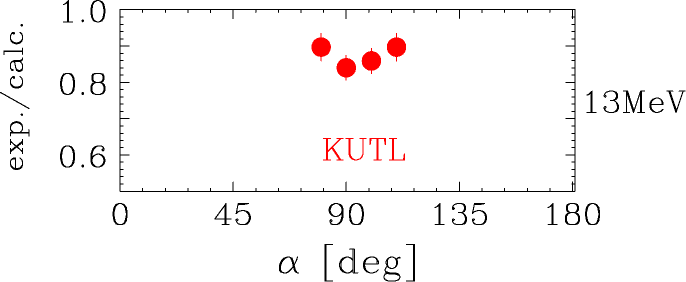 1.0
0.8
0.6
exp./calc.
KUTL
13MeV
0 45 90 135 180
α [deg]